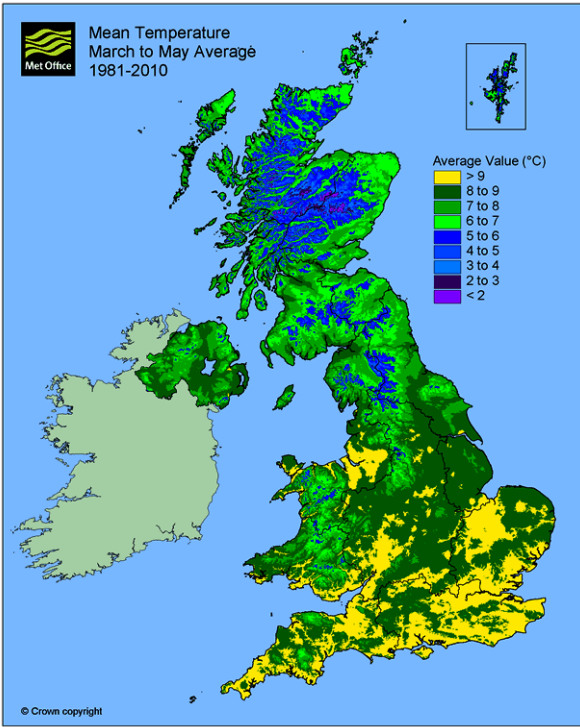 Met Office
Mean Temperature
March to May Average
1981-2010
Average Value (°C)
> 9
8 to 9
7 to 8
6 to 7
5 to 6
4 to 5
3 to 4
2 to 3
< 2
© Crown copyright